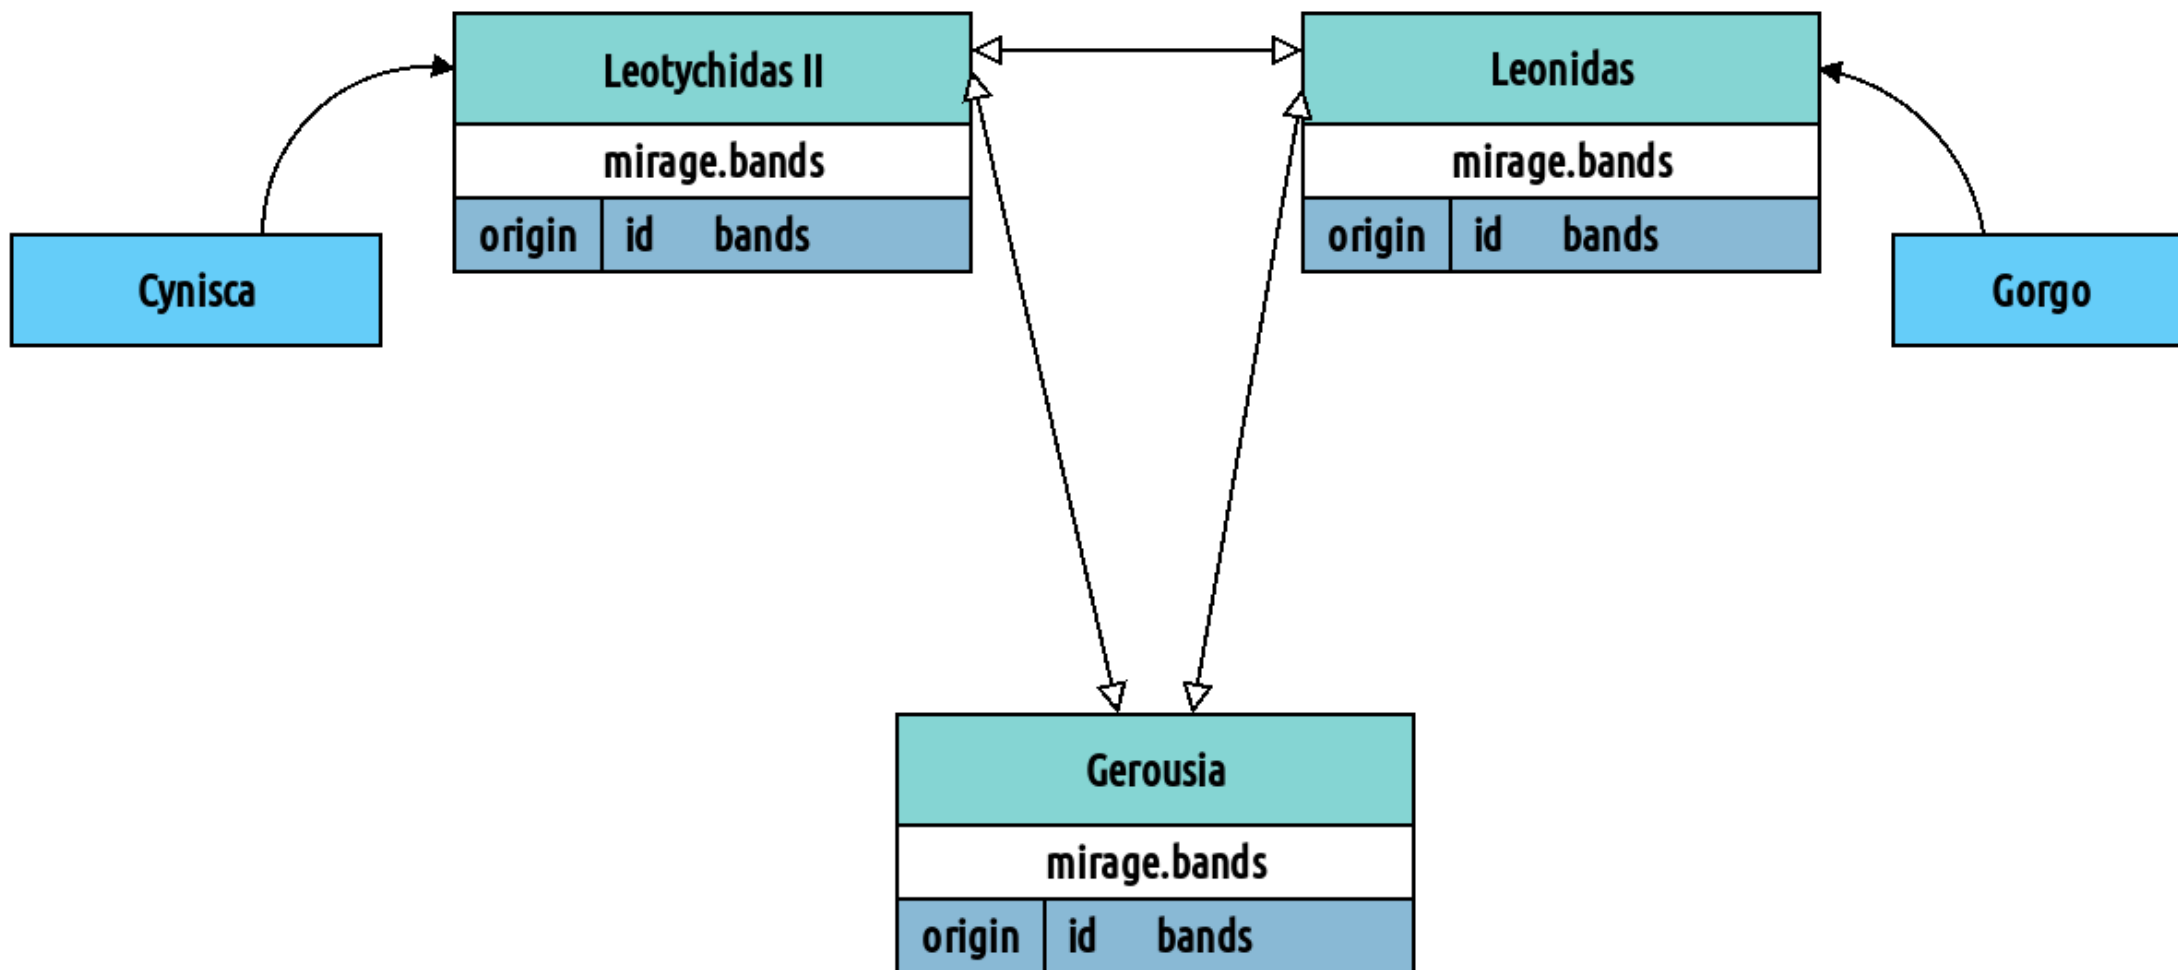 Leotychidas II
mirage.bands
origin id bands
Leonidas
mirage.bands
origin id bands
Cynisca
Gorgo
Gerousia
mirage.bands
origin id bands